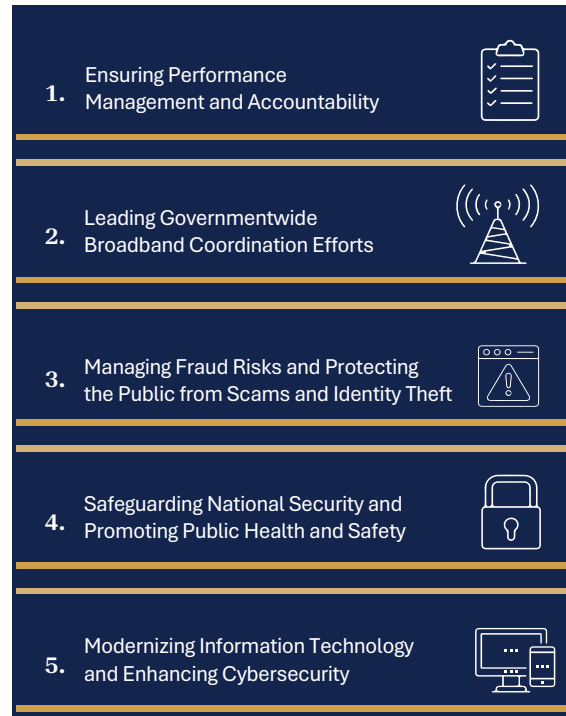 1. Ensuring Performance
Management and Accountability
2. Leading Governmentwide
Broadband Coordination Efforts
3. Managing Fraud Risks and Protecting
the Public from Scams and Identity Theft
4. Safeguarding National Security and
Promoting Public Health and Safety
5. Modernizing Information Technology
and Enhancing Cybersecurity